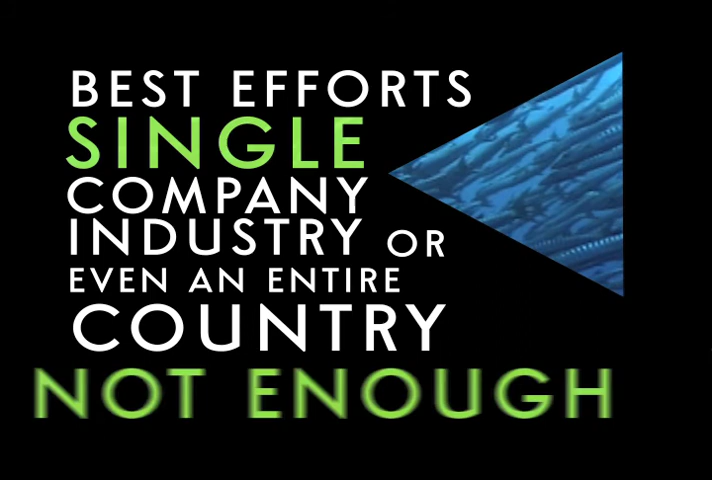 BEST EFFORTS
SINGLE
COMPANY
INDUSTRY OR
EVEN AN ENTIRE
COUNTRY
NOT ENOUGH